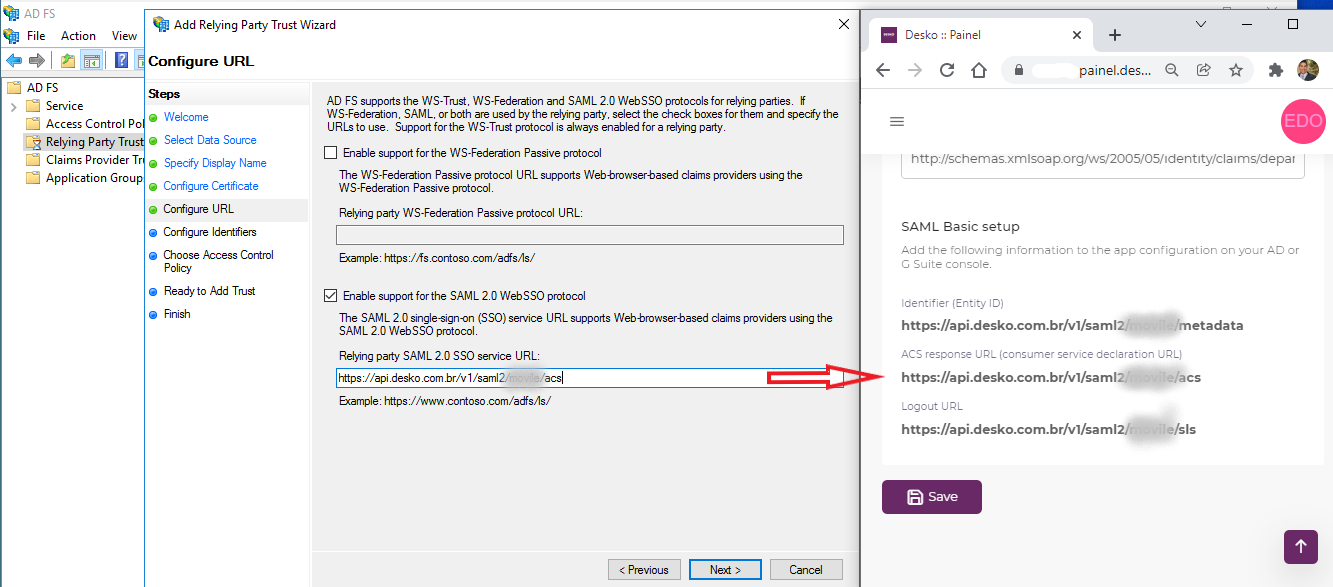 AD FS
File Action View
AD FS
Service
Access Control Pol
Relying Party Trust
Claims Provider Tr
Application Group
Add Relying Party Trust Wizard
Configure URL
Steps
Welcome
Select Data Source
Specify Display Name
Configure Certificate
Configure URL
Configure Identifiers
Choose Access Control
Policy
Ready to Add Trust
Finish
AD FS supports the WS-Trust, WS-Federation and SAML 2.0 WebSSO protocols for relying parties. If
WS-Federation, SAML, or both are used by the relying party, select the check boxes for them and specify the
URLs to use. Support for the WS-Trust protocol is always enabled for a relying party.
Enable support for the WS-Federation Passive protocol
The WS-Federation Passive protocol URL supports Web-browser-based claims providers using the
WS-Federation Passive protocol.
Relying party WS-Federation Passive protocol URL:
Example: https://fs.contoso.com/adfs/ls/
Enable support for the SAML 2.0 WebSSO protocol
The SAML 2.0 single-sign-on (SSO) service URL supports Web-browser-based claims providers using the
SAML 2.0 WebSSO protocol.
Relying party SAML 2.0 SSO service URL:
https://api.desko.com.br/v1/saml2/ /acs
Example: https://www.contoso.com/adfs/ls/
< Previous Next > Cancel
DESKO Desko :: Painel
painel.des...
EDO
http://schemas.xmlsoap.org/ws/2005/05/identity/claims/depar
SAML Basic setup
Add the following information to the app configuration on your AD or
G Suite console.
Identifier (Entity ID)
https://api.desko.com.br/v1/saml2/ /metadata
ACS response URL (consumer service declaration URL)
https://api.desko.com.br/v1/saml2/ /acs
Logout URL
https://api.desko.com.br/v1/saml2/ /sls
Save